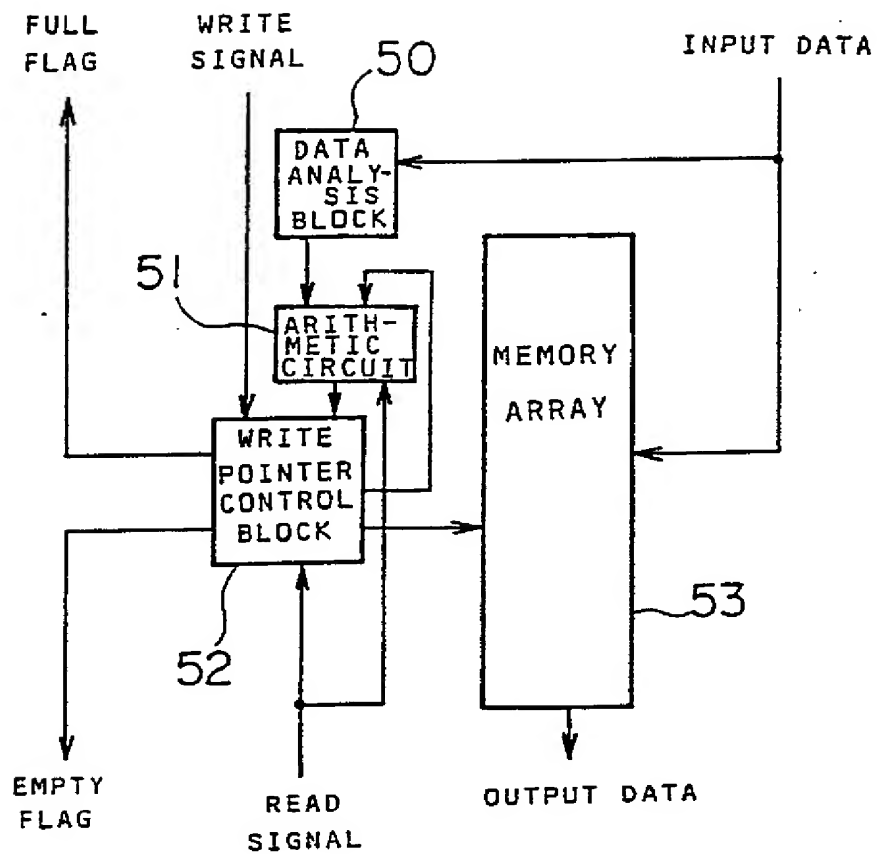 FULL
FLAG
WRITE
SIGNAL
50
INPUT DATA
DATA
ANALY-
SIS
BLOCK
51
ARITH-
METIC
CIRCUIT
MEMORY
ARRAY
WRITE
POINTER
CONTROL
BLOCK
53
52
EMPTY
FLAG
READ
SIGNAL
OUTPUT DATA